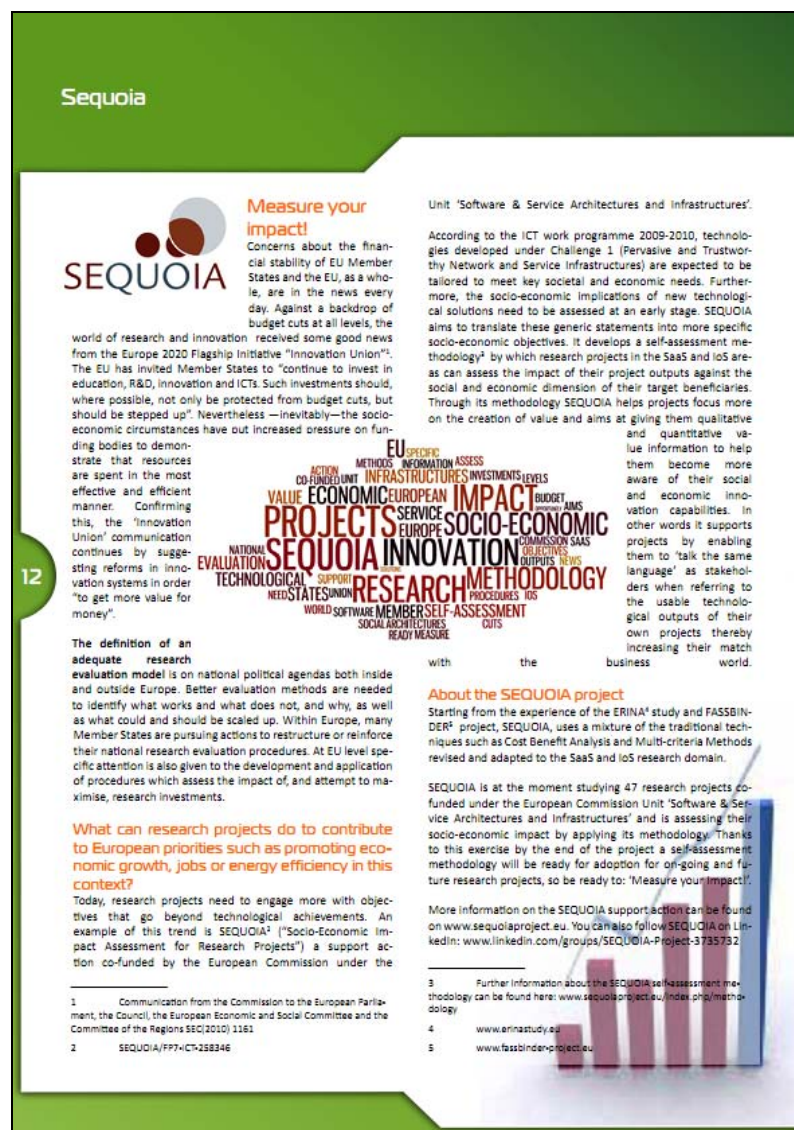 Sequoia
SEQUOIA
Measure your
impact!
Concerns about the finan-
cial stability of EU Member
States and the EU, as a who-
le, are in the news every
day. Against a backdrop of
budget cuts at all levels, the
world of research and innovation received some good news
from the Europe 2020 Flagship Initiative "Innovation Union"¹.
The EU has invited Member States to "continue to invest in
education, R&D, innovation and ICTs. Such investments should,
where possible, not only be protected from budget cuts, but
should be stepped up". Nevertheless —inevitably—the socio-
economic circumstances have put increased pressure on fun-
ding bodies to demon-
strate that resources
are spent in the most
effective and efficient
manner. Confirming
this, the 'Innovation
Union' communication
continues by sugge-
sting reforms in inno-
vation systems in order
"to get more value for
money".
The definition of an
adequate research
evaluation model is on national political agendas both inside
and outside Europe. Better evaluation methods are needed
to identify what works and what does not, and why, as well
as what could and should be scaled up. Within Europe, many
Member States are pursuing actions to restructure or reinforce
their national research evaluation procedures. At EU level spe-
cific attention is also given to the development and application
of procedures which assess the impact of, and attempt to ma-
ximise, research investments.
What can research projects do to contribute
to European priorities such as promoting eco-
nomic growth, jobs or energy efficiency in this
context?
Today, research projects need to engage more with objec-
tives that go beyond technological achievements. An
example of this trend is SEQUOIA² ("Socio-Economic Im-
pact Assessment for Research Projects") a support ac-
tion co-funded by the European Commission under the
1 Communication from the Commission to the European Parlia-
ment, the Council, the European Economic and Social Committee and the
Committee of the Regions SEC(2010) 1161
2 SEQUOIA/FP7-ICT-258346
EU SPECIFIC
METHODS INFORMATION ASSESS
ACTION
CO-FUNDED UNIT INFRASTRUCTURES INVESTMENTS LEVELS
VALUE ECONOMIC EUROPEAN IMPACT BUDGET
AIMS
PROJECTS SERVICE
EUROPE SOCIO-ECONOMIC
COMMISSION SAAS
NATIONAL SEQUOIA INNOVATION OBJECTIVES
OUTPUTS NEWS
EVALUATION
TECHNOLOGICAL SUPPORT RESEARCH METHODOLOGY
NEED STATES UNION PROCEDURES IOS
WORLD SOFTWARE MEMBER SELF-ASSESSMENT
SOCIAL ARCHITECTURES CUTS
READY MEASURE
Unit 'Software & Service Architectures and Infrastructures'.
According to the ICT work programme 2009-2010, technolo-
gies developed under Challenge 1 (Pervasive and Trustwor-
thy Network and Service Infrastructures) are expected to be
tailored to meet key societal and economic needs. Further-
more, the socio-economic implications of new technologi-
cal solutions need to be assessed at an early stage. SEQUOIA
aims to translate these generic statements into more specific
socio-economic objectives. It develops a self-assessment me-
thodology³ by which research projects in the SaaS and IoS are-
as can assess the impact of their project outputs against the
social and economic dimension of their target beneficiaries.
Through its methodology SEQUOIA helps projects focus more
on the creation of value and aims at giving them qualitative
and quantitative va-
lue information to help
them become more
aware of their social
and economic inno-
vation capabilities. In
other words it supports
projects by enabling
them to 'talk the same
language' as stakehol-
ders when referring to
the usable technolo-
gical outputs of their
own projects thereby
increasing their match
with the business world.
About the SEQUOIA project
Starting from the experience of the ERINA⁴ study and FASSBIN-
DER⁵ project, SEQUOIA, uses a mixture of the traditional tech-
niques such as Cost Benefit Analysis and Multi-criteria Methods
revised and adapted to the SaaS and IoS research domain.
SEQUOIA is at the moment studying 47 research projects co-
funded under the European Commission Unit 'Software & Ser-
vice Architectures and Infrastructures' and is assessing their
socio-economic impact by applying its methodology. Thanks
to this exercise by the end of the project a self-assessment
methodology will be ready for adoption for on-going and fu-
ture research projects, so be ready to: 'Measure your Impact!'.
More information on the SEQUOIA support action can be found
on www.sequoiaproject.eu. You can also follow SEQUOIA on Lin-
kedIn: www.linkedin.com/groups/SEQUOIA-Project-3735732
3 Further information about the SEQUOIA self-assessment me-
thodology can be found here: www.sequoiaproject.eu/index.php/metho-
dology
4 www.erinastudy.eu
5 www.fassbinder-project.eu
12